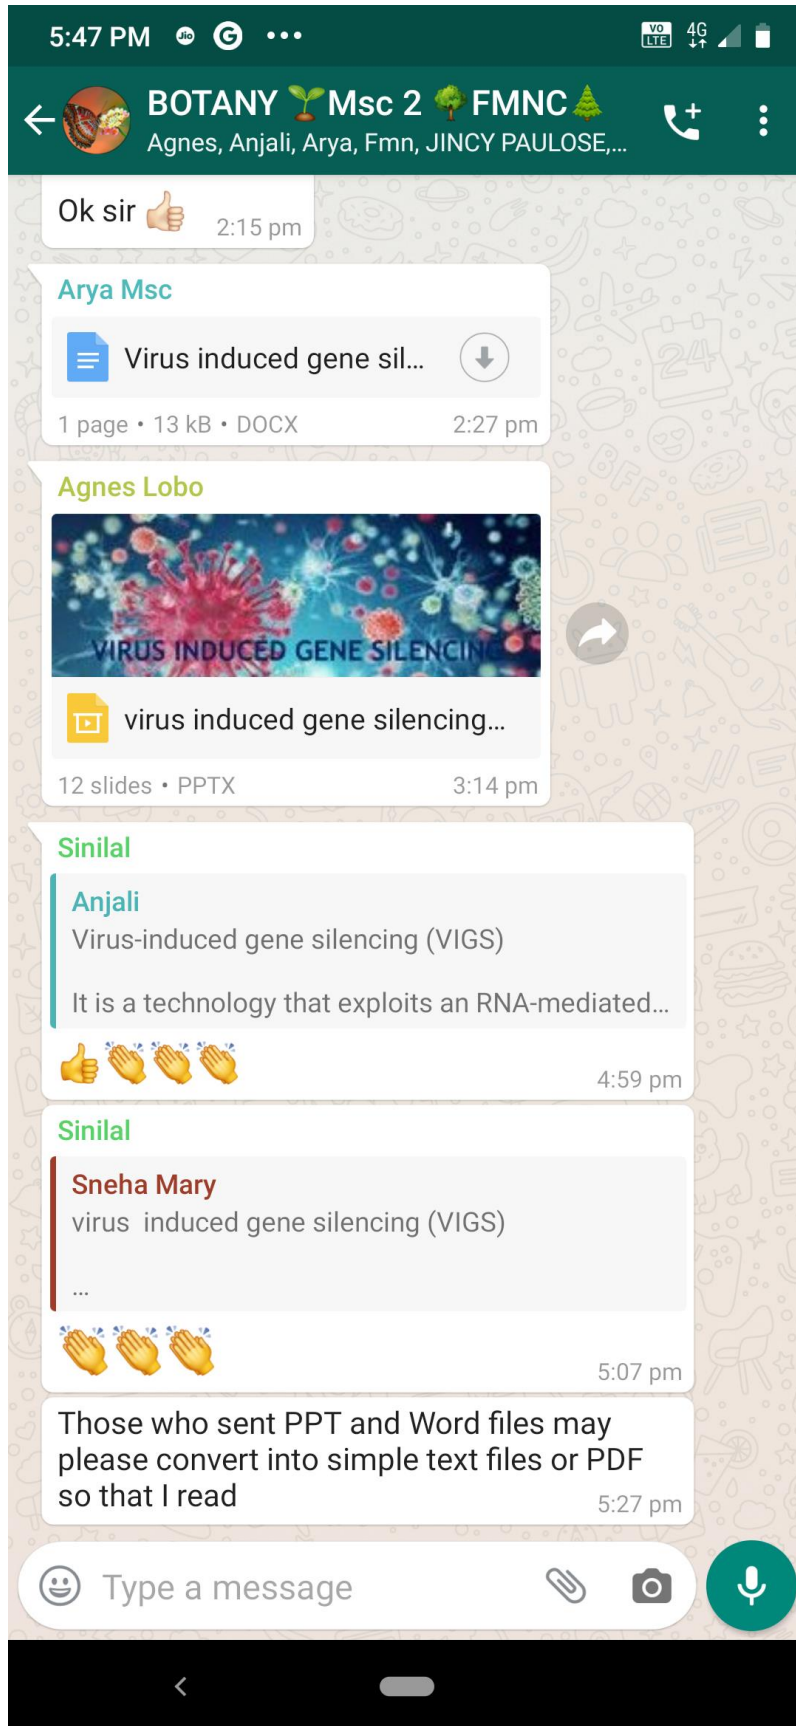 5:47 PM Jio G •••
VO LTE 4G
BOTANY 🌱Msc 2 🌳FMNC🌲
Agnes, Anjali, Arya, Fmn, JINCY PAULOSE,...
Ok sir 👍🏻 2:15 pm
Arya Msc
Virus induced gene sil...
1 page • 13 kB • DOCX 2:27 pm
Agnes Lobo
VIRUS INDUCED GENE SILENCING
virus induced gene silencing...
12 slides • PPTX 3:14 pm
Sinilal
Anjali
Virus-induced gene silencing (VIGS)
It is a technology that exploits an RNA-mediated...
👍👏👏👏 4:59 pm
Sinilal
Sneha Mary
virus  induced gene silencing (VIGS)
...
👏👏👏 5:07 pm
Those who sent PPT and Word files may
please convert into simple text files or PDF
so that I read 5:27 pm
Type a message